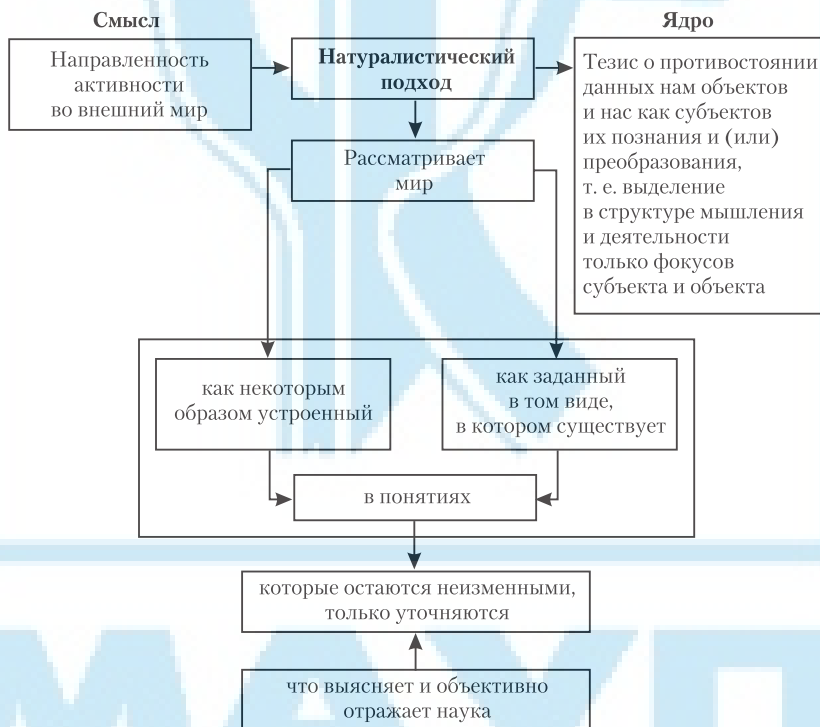 Смысл
Направленность
активности
во внешний мир
Натуралистический
подход
Ядро
Тезис о противостоянии
данных нам объектов
и нас как субъектов
их познания и (или)
преобразования,
т. е. выделение
в структуре мышления
и деятельности
только фокусов
субъекта и объекта
Рассматривает
мир
как некоторым
образом устроенный
как заданный
в том виде,
в котором существует
в понятиях
которые остаются неизменными,
только уточняются
что выясняет и объективно
отражает наука
МАУП